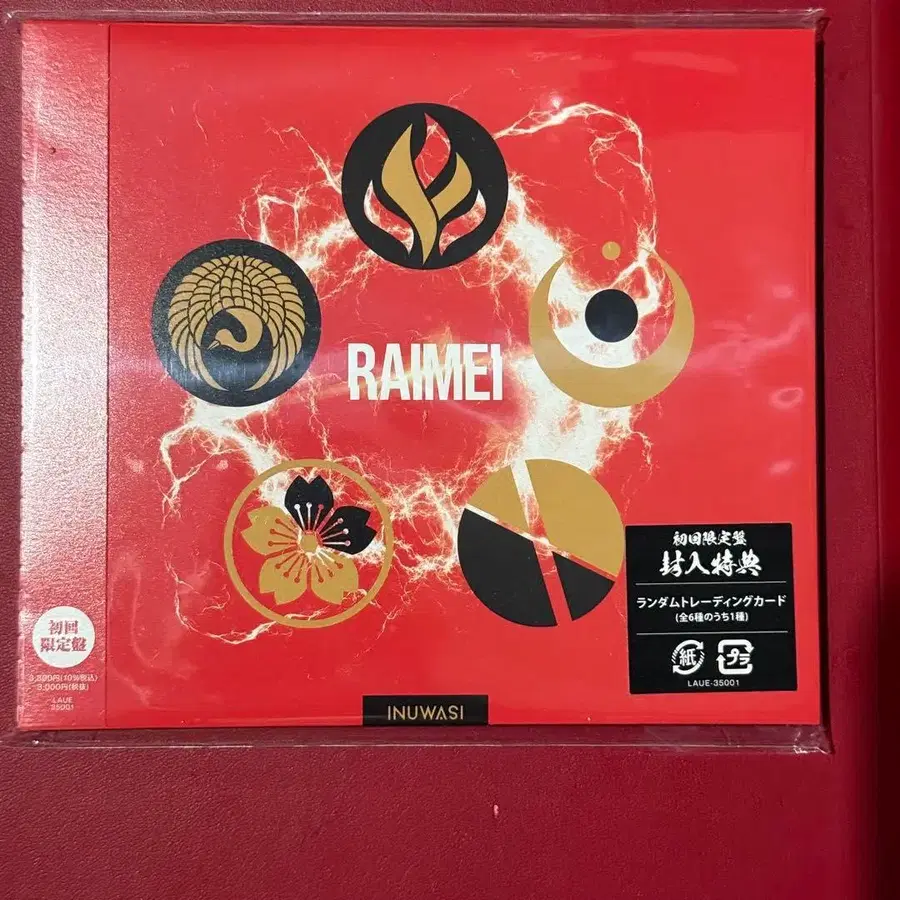 RAIMEI
初回
限定盤
3,300円(10%税込)
3,000円(税抜)
LAUE
35001
INUWASI
初回限定盤
封入特典
ランダムトレーディングカード
(全6種のうち1種)
紙
プラ
LAUE-35001